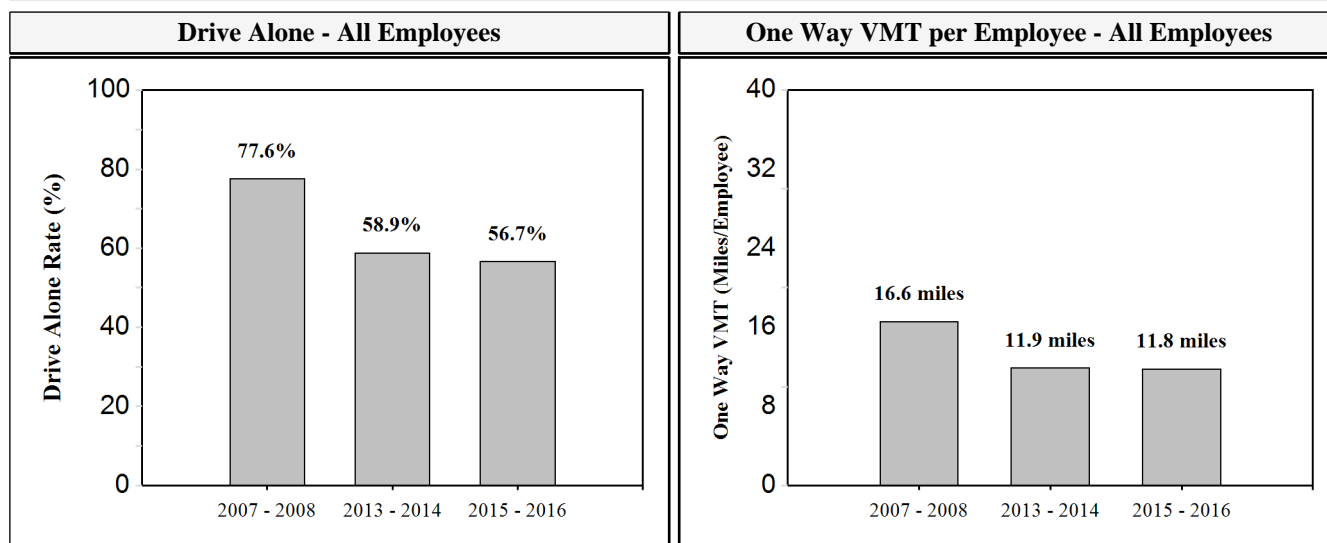 Drive Alone - All Employees
One Way VMT per Employee - All Employees
Drive Alone Rate (%)
100
80
60
40
20
0
77.6%
58.9%
56.7%
2007 - 2008
2013 - 2014
2015 - 2016
One Way VMT (Miles/Employee)
40
32
24
16
8
0
16.6 miles
11.9 miles
11.8 miles
2007 - 2008
2013 - 2014
2015 - 2016